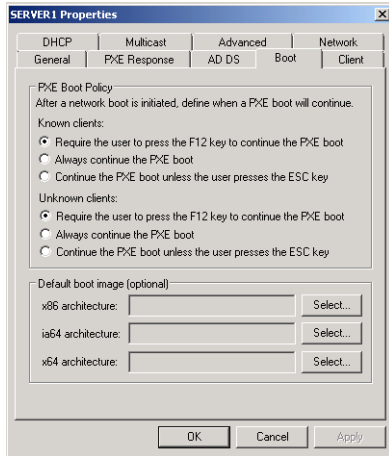 SERVER1 Properties
DHCP Multicast Advanced Network
General PXE Response AD DS Boot Client
PXE Boot Policy
After a network boot is initiated, define when a PXE boot will continue.
Known clients:
Require the user to press the F12 key to continue the PXE boot
Always continue the PXE boot
Continue the PXE boot unless the user presses the ESC key
Unknown clients:
Require the user to press the F12 key to continue the PXE boot
Always continue the PXE boot
Continue the PXE boot unless the user presses the ESC key
Default boot image (optional)
x86 architecture: Select...
ia64 architecture: Select...
x64 architecture: Select...
OK Cancel Apply